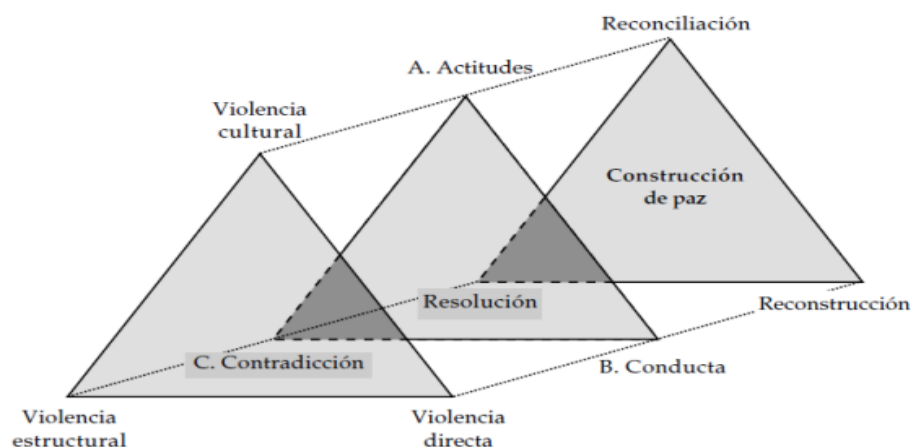 Reconciliación
A. Actitudes
Violencia
cultural
Construcción
de paz
Resolución
Reconstrucción
C. Contradicción
B. Conducta
Violencia
estructural
Violencia
directa